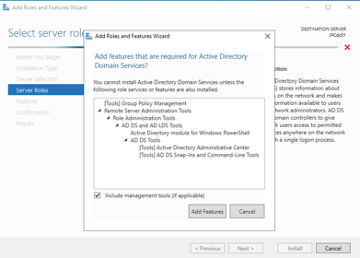 Add Roles and Features Wizard
Select server role
DESTINATION SERVER
Before You Begin
Installation Type
Server Selection
Server Roles
Features
Confirmation
Results
Add Roles and Features Wizard
Add features that are required for Active Directory
Domain Services?
You cannot install Active Directory Domain Services unless the
following role services or features are also installed.
[Tools] Group Policy Management
Remote Server Administration Tools
Role Administration Tools
AD DS and AD LDS Tools
Active Directory module for Windows PowerShell
AD DS Tools
[Tools] Active Directory Administrative Center
[Tools] AD DS Snap-Ins and Command-Line Tools
Include management tools (if applicable)
Add Features
Cancel
ption
Directory Domain Services
) stores information about
s on the network and makes
ormation available to users
twork administrators. AD DS
main controllers to give
rk users access to permitted
ces anywhere on the network
h a single logon process.
< Previous
Next >
Install
Cancel